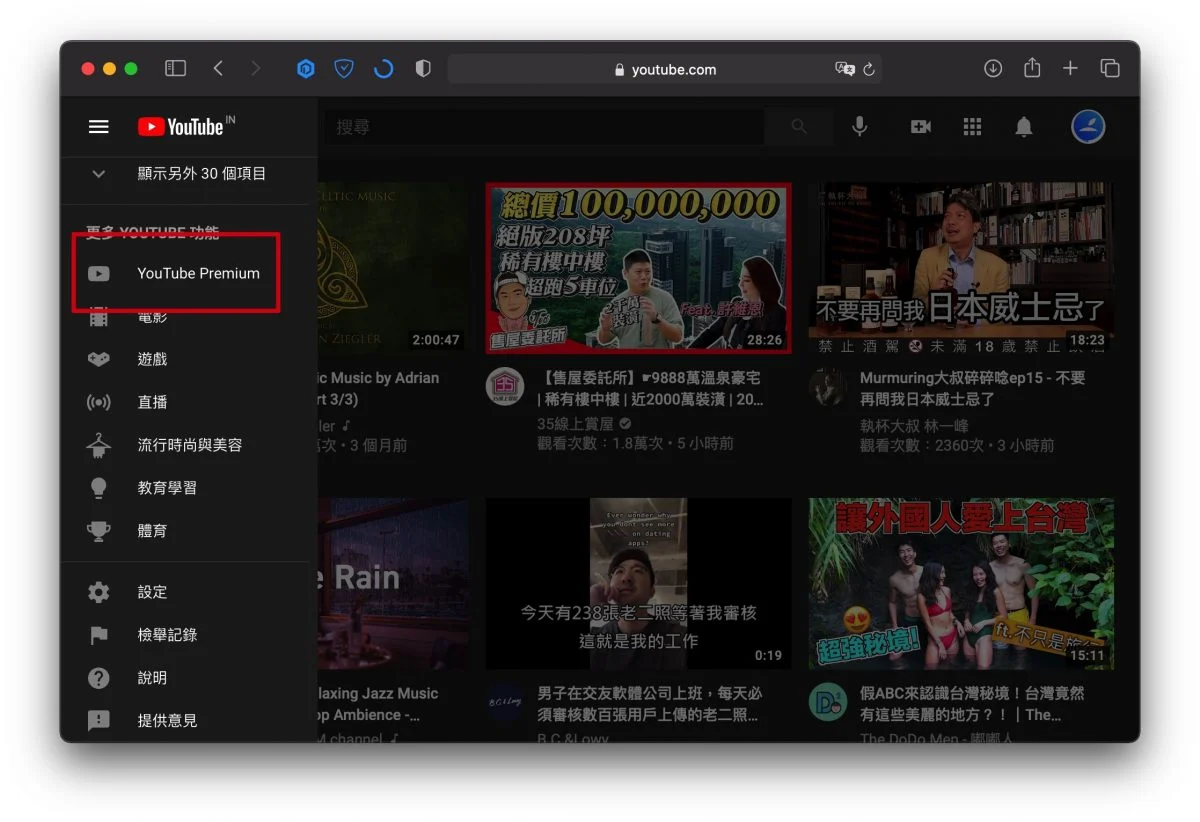 youtube.com
YouTube IN
搜尋
顯示另外 30 個項目
更多 YOUTUBE 功能
YouTube Premium
電影
遊戲
直播
流行時尚與美容
教育學習
體育
設定
檢舉記錄
說明
提供意見
CELTIC MUSIC
N ZIEGLER
2:00:47
ic Music by Adrian
rt 3/3)
ler
次・3 個月前
總價100,000,000
絕版208坪
稀有樓中樓
超跑5車位
2千萬裝潢
Feat. 許維恩
To
售屋委託所
28:26
【售屋委託所】☛9888萬溫泉豪宅
| 稀有樓中樓 | 近2000萬裝潢 | 20...
35線上賞屋
觀看次數：1.8萬次・5 小時前
執杯大叔
不要再問我日本威士忌了
禁止酒駕 未滿18歲禁止
18:23
Murmuring大叔碎碎唸ep15 - 不要
再問我日本威士忌了
執杯大叔 林一峰
觀看次數：2360次・3 小時前
e Rain
laxing Jazz Music
op Ambience -...
M channel
Ever wonder why
you dont see more
on dating
apps?
今天有238張老二照等著我審核
這就是我的工作
0:19
男子在交友軟體公司上班，每天必
須審核數百張用戶上傳的老二照...
B.C.&Lowy
讓外國人愛上台灣
超強秘境!
ft.不只是旅行
15:11
假ABC來認識台灣秘境！台灣竟然
有這些美麗的地方？！｜The...
The DoDo Men - 嘟嘟人